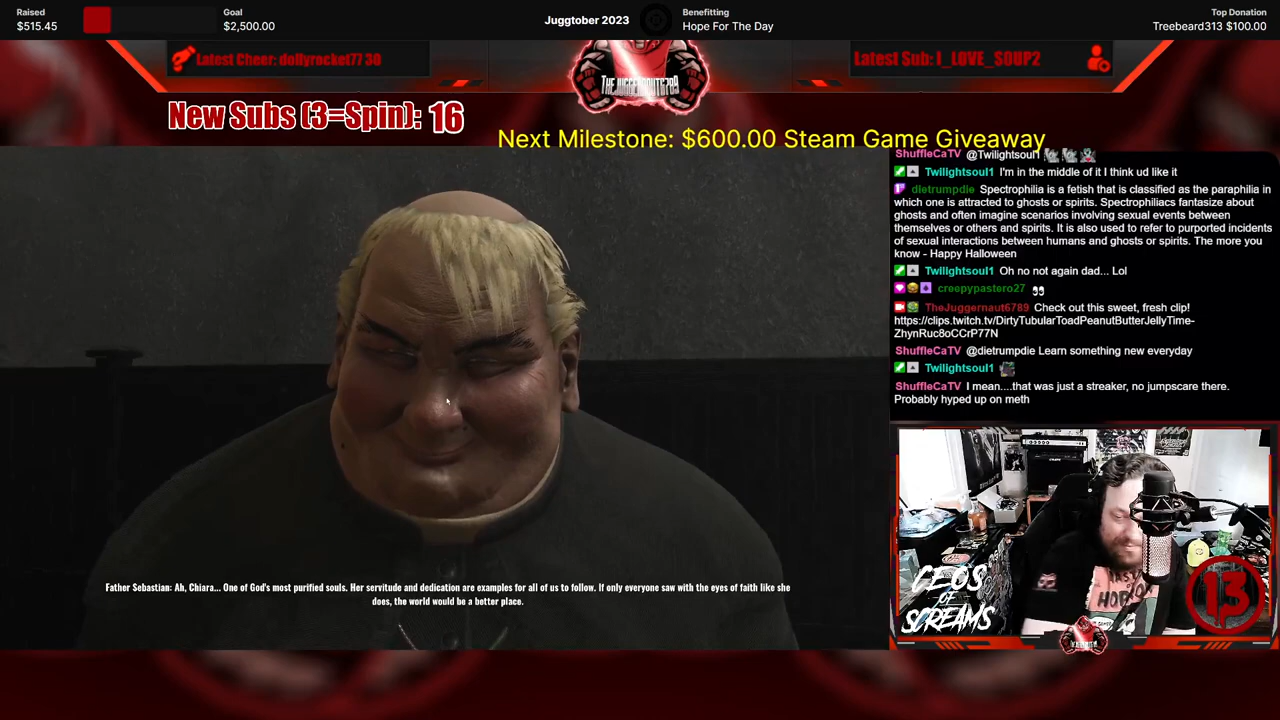 Raised
$515.45
Goal
$2,500.00
Juggtober 2023
Benefitting
Hope For The Day
Top Donation
Treebeard313 $100.00
Latest Cheer: dollyrocket77 30
THEJUGGERNAUT6789
Latest Sub: I_LOVE_SOUP2
New Subs (3=Spin): 16
Next Milestone: $600.00 Steam Game Giveaway
ShuffleCaTV @Twilightsoul1
Twilightsoul1 I'm in the middle of it I think ud like it
dietrumpdie Spectrophilia is a fetish that is classified as the paraphilia in
which one is attracted to ghosts or spirits. Spectrophiliacs fantasize about
ghosts and often imagine scenarios involving sexual events between
themselves or others and spirits. It is also used to refer to purported incidents
of sexual interactions between humans and ghosts or spirits. The more you
know - Happy Halloween
Twilightsoul1 Oh no not again dad... Lol
creepypastero27
TheJuggernaut6789 Check out this sweet, fresh clip!
https://clips.twitch.tv/DirtyTubularToadPeanutButterJellyTime-
ZhynRuc8oCCrP77N
ShuffleCaTV @dietrumpdie Learn something new everyday
Twilightsoul1
ShuffleCaTV I mean....that was just a streaker, no jumpscare there.
Probably hyped up on meth
Father Sebastian: Ah, Chiara... One of God's most purified souls. Her servitude and dedication are examples for all of us to follow. If only everyone saw with the eyes of faith like she
does, the world would be a better place.
CEOS
OF
SCREAMS
13